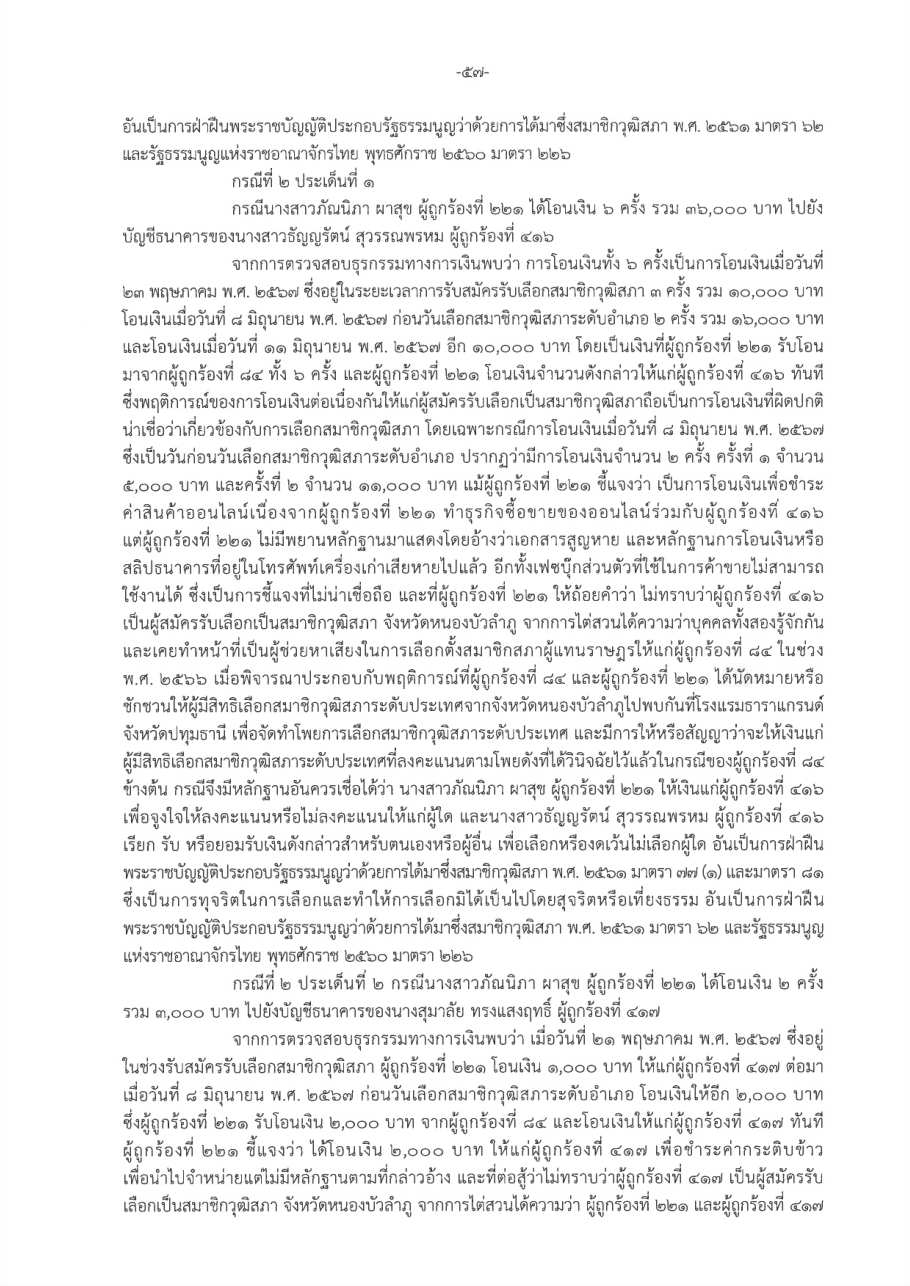 -๕๗-
อันเป็นการฝ่าฝืนพระราชบัญญัติประกอบรัฐธรรมนูญว่าด้วยการได้มาซึ่งสมาชิกวุฒิสภา พ.ศ. ๒๕๖๑ มาตรา ๖๒
และรัฐธรรมนูญแห่งราชอาณาจักรไทย พุทธศักราช ๒๕๖๐ มาตรา ๒๒๖
กรณีที่ ๒ ประเด็นที่ ๑
กรณีนางสาวภัณนิภา ผาสุข ผู้ถูกร้องที่ ๒๒๑ ได้โอนเงิน ๖ ครั้ง รวม ๓๖,๐๐๐ บาท ไปยัง
บัญชีธนาคารของนางสาวธัญญรัตน์ สุวรรณพรหม ผู้ถูกร้องที่ ๔๑๖
จากการตรวจสอบธุรกรรมทางการเงินพบว่า การโอนเงินทั้ง ๖ ครั้งเป็นการโอนเงินเมื่อวันที่
๒๓ พฤษภาคม พ.ศ. ๒๕๖๗ ซึ่งอยู่ในระยะเวลาการรับสมัครรับเลือกสมาชิกวุฒิสภา ๓ ครั้ง รวม ๑๐,๐๐๐ บาท
โอนเงินเมื่อวันที่ ๘ มิถุนายน พ.ศ. ๒๕๖๗ ก่อนวันเลือกสมาชิกวุฒิสภาระดับอำเภอ ๒ ครั้ง รวม ๑๖,๐๐๐ บาท
และโอนเงินเมื่อวันที่ ๑๑ มิถุนายน พ.ศ. ๒๕๖๗ อีก ๑๐,๐๐๐ บาท โดยเป็นเงินที่ผู้ถูกร้องที่ ๒๒๑ รับโอน
มาจากผู้ถูกร้องที่ ๘๔ ทั้ง ๖ ครั้ง และผู้ถูกร้องที่ ๒๒๑ โอนเงินจำนวนดังกล่าวให้แก่ผู้ถูกร้องที่ ๔๑๖ ทันที
ซึ่งพฤติการณ์ของการโอนเงินต่อเนื่องกันให้แก่ผู้สมัครรับเลือกเป็นสมาชิกวุฒิสภาถือเป็นการโอนเงินที่ผิดปกติ
น่าเชื่อว่าเกี่ยวข้องกับการเลือกสมาชิกวุฒิสภา โดยเฉพาะกรณีการโอนเงินเมื่อวันที่ ๘ มิถุนายน พ.ศ. ๒๕๖๗
ซึ่งเป็นวันก่อนวันเลือกสมาชิกวุฒิสภาระดับอำเภอ ปรากฏว่ามีการโอนเงินจำนวน ๒ ครั้ง ครั้งที่ ๑ จำนวน
๕,๐๐๐ บาท และครั้งที่ ๒ จำนวน ๑๑,๐๐๐ บาท แม้ผู้ถูกร้องที่ ๒๒๑ ชี้แจงว่า เป็นการโอนเงินเพื่อชำระ
ค่าสินค้าออนไลน์เนื่องจากผู้ถูกร้องที่ ๒๒๑ ทำธุรกิจซื้อขายของออนไลน์ร่วมกับผู้ถูกร้องที่ ๔๑๖
แต่ผู้ถูกร้องที่ ๒๒๑ ไม่มีพยานหลักฐานมาแสดงโดยอ้างว่าเอกสารสูญหาย และหลักฐานการโอนเงินหรือ
สลิปธนาคารที่อยู่ในโทรศัพท์เครื่องเก่าเสียหายไปแล้ว อีกทั้งเฟซบุ๊กส่วนตัวที่ใช้ในการค้าขายไม่สามารถ
ใช้งานได้ ซึ่งเป็นการชี้แจงที่ไม่น่าเชื่อถือ และที่ผู้ถูกร้องที่ ๒๒๑ ให้ถ้อยคำว่า ไม่ทราบว่าผู้ถูกร้องที่ ๔๑๖
เป็นผู้สมัครรับเลือกเป็นสมาชิกวุฒิสภา จังหวัดหนองบัวลำภู จากการไต่สวนได้ความว่าบุคคลทั้งสองรู้จักกัน
และเคยทำหน้าที่เป็นผู้ช่วยหาเสียงในการเลือกตั้งสมาชิกสภาผู้แทนราษฎรให้แก่ผู้ถูกร้องที่ ๘๔ ในช่วง
พ.ศ. ๒๕๖๖ เมื่อพิจารณาประกอบกับพฤติการณ์ที่ผู้ถูกร้องที่ ๘๔ และผู้ถูกร้องที่ ๒๒๑ ได้นัดหมายหรือ
ชักชวนให้ผู้มีสิทธิเลือกสมาชิกวุฒิสภาระดับประเทศจากจังหวัดหนองบัวลำภูไปพบกันที่โรงแรมธาราแกรนด์
จังหวัดปทุมธานี เพื่อจัดทำโพยการเลือกสมาชิกวุฒิสภาระดับประเทศ และมีการให้หรือสัญญาว่าจะให้เงินแก่
ผู้มีสิทธิเลือกสมาชิกวุฒิสภาระดับประเทศที่ลงคะแนนตามโพยดังที่ได้วินิจฉัยไว้แล้วในกรณีของผู้ถูกร้องที่ ๘๔
ข้างต้น กรณีจึงมีหลักฐานอันควรเชื่อได้ว่า นางสาวภัณนิภา ผาสุข ผู้ถูกร้องที่ ๒๒๑ ให้เงินแก่ผู้ถูกร้องที่ ๔๑๖
เพื่อจูงใจให้ลงคะแนนหรือไม่ลงคะแนนให้แก่ผู้ใด และนางสาวธัญญรัตน์ สุวรรณพรหม ผู้ถูกร้องที่ ๔๑๖
เรียก รับ หรือยอมรับเงินดังกล่าวสำหรับตนเองหรือผู้อื่น เพื่อเลือกหรืองดเว้นไม่เลือกผู้ใด อันเป็นการฝ่าฝืน
พระราชบัญญัติประกอบรัฐธรรมนูญว่าด้วยการได้มาซึ่งสมาชิกวุฒิสภา พ.ศ. ๒๕๖๑ มาตรา ๗๗ (๑) และมาตรา ๘๑
ซึ่งเป็นการทุจริตในการเลือกและทำให้การเลือกมิได้เป็นไปโดยสุจริตหรือเที่ยงธรรม อันเป็นการฝ่าฝืน
พระราชบัญญัติประกอบรัฐธรรมนูญว่าด้วยการได้มาซึ่งสมาชิกวุฒิสภา พ.ศ. ๒๕๖๑ มาตรา ๖๒ และรัฐธรรมนูญ
แห่งราชอาณาจักรไทย พุทธศักราช ๒๕๖๐ มาตรา ๒๒๖
กรณีที่ ๒ ประเด็นที่ ๒ กรณีนางสาวภัณนิภา ผาสุข ผู้ถูกร้องที่ ๒๒๑ ได้โอนเงิน ๒ ครั้ง
รวม ๓,๐๐๐ บาท ไปยังบัญชีธนาคารของนางสุมาลัย ทรงแสงฤทธิ์ ผู้ถูกร้องที่ ๔๑๗
จากการตรวจสอบธุรกรรมทางการเงินพบว่า เมื่อวันที่ ๒๑ พฤษภาคม พ.ศ. ๒๕๖๗ ซึ่งอยู่
ในช่วงรับสมัครรับเลือกสมาชิกวุฒิสภา ผู้ถูกร้องที่ ๒๒๑ โอนเงิน ๑,๐๐๐ บาท ให้แก่ผู้ถูกร้องที่ ๔๑๗ ต่อมา
เมื่อวันที่ ๘ มิถุนายน พ.ศ. ๒๕๖๗ ก่อนวันเลือกสมาชิกวุฒิสภาระดับอำเภอ โอนเงินให้อีก ๒,๐๐๐ บาท
ซึ่งผู้ถูกร้องที่ ๒๒๑ รับโอนเงิน ๒,๐๐๐ บาท จากผู้ถูกร้องที่ ๘๔ และโอนเงินให้แก่ผู้ถูกร้องที่ ๔๑๗ ทันที
ผู้ถูกร้องที่ ๒๒๑ ชี้แจงว่า ได้โอนเงิน ๒,๐๐๐ บาท ให้แก่ผู้ถูกร้องที่ ๔๑๗ เพื่อชำระค่ากระติบข้าว
เพื่อนำไปจำหน่ายแต่ไม่มีหลักฐานตามที่กล่าวอ้าง และที่ต่อสู้ว่าไม่ทราบว่าผู้ถูกร้องที่ ๔๑๗ เป็นผู้สมัครรับ
เลือกเป็นสมาชิกวุฒิสภา จังหวัดหนองบัวลำภู จากการไต่สวนได้ความว่า ผู้ถูกร้องที่ ๒๒๑ และผู้ถูกร้องที่ ๔๑๗